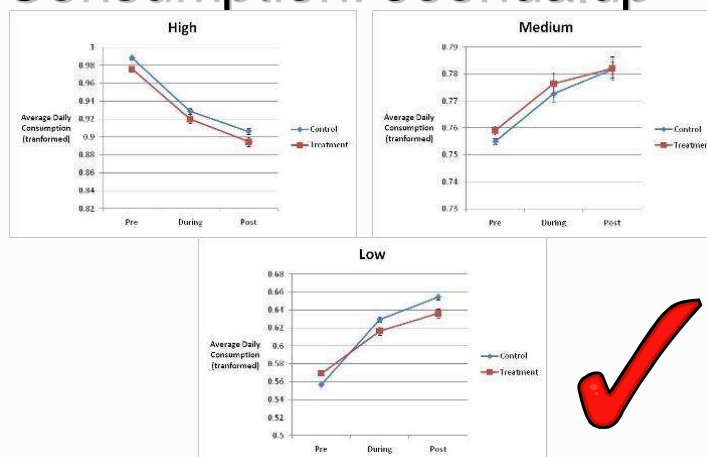 High
1
0.98
0.96
0.94
0.92
0.9
0.88
0.86
0.84
0.82
Average Daily
Consumption
(tranformed)
Pre During Post
Control
Treatment
Medium
0.79
0.78
0.77
0.76
0.75
0.74
0.73
Average Daily
Consumption
(tranformed)
Pre During Post
Control
Treatment
Low
0.68
0.66
0.64
0.62
0.6
0.58
0.56
0.54
0.52
0.5
Average Daily
Consumption
(tranformed)
Pre During Post
Control
Treatment